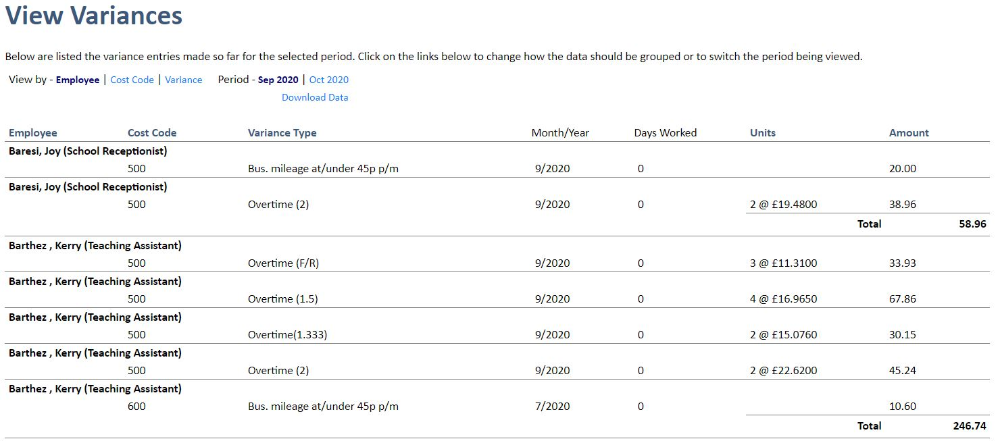 View Variances
Below are listed the variance entries made so far for the selected period. Click on the links below to change how the data should be grouped or to switch the period being viewed.
View by - Employee | Cost Code | Variance Period - Sep 2020 | Oct 2020
Download Data
Employee Cost Code Variance Type Month/Year Days Worked Units Amount
Baresi, Joy (School Receptionist)
500 Bus. mileage at/under 45p p/m 9/2020 0 20.00
Baresi, Joy (School Receptionist)
500 Overtime (2) 9/2020 0 2 @ £19.4800 38.96
Total 58.96
Barthez , Kerry (Teaching Assistant)
500 Overtime (F/R) 9/2020 0 3 @ £11.3100 33.93
Barthez , Kerry (Teaching Assistant)
500 Overtime (1.5) 9/2020 0 4 @ £16.9650 67.86
Barthez , Kerry (Teaching Assistant)
500 Overtime(1.333) 9/2020 0 2 @ £15.0760 30.15
Barthez , Kerry (Teaching Assistant)
500 Overtime (2) 9/2020 0 2 @ £22.6200 45.24
Barthez , Kerry (Teaching Assistant)
600 Bus. mileage at/under 45p p/m 7/2020 0 10.60
Total 246.74